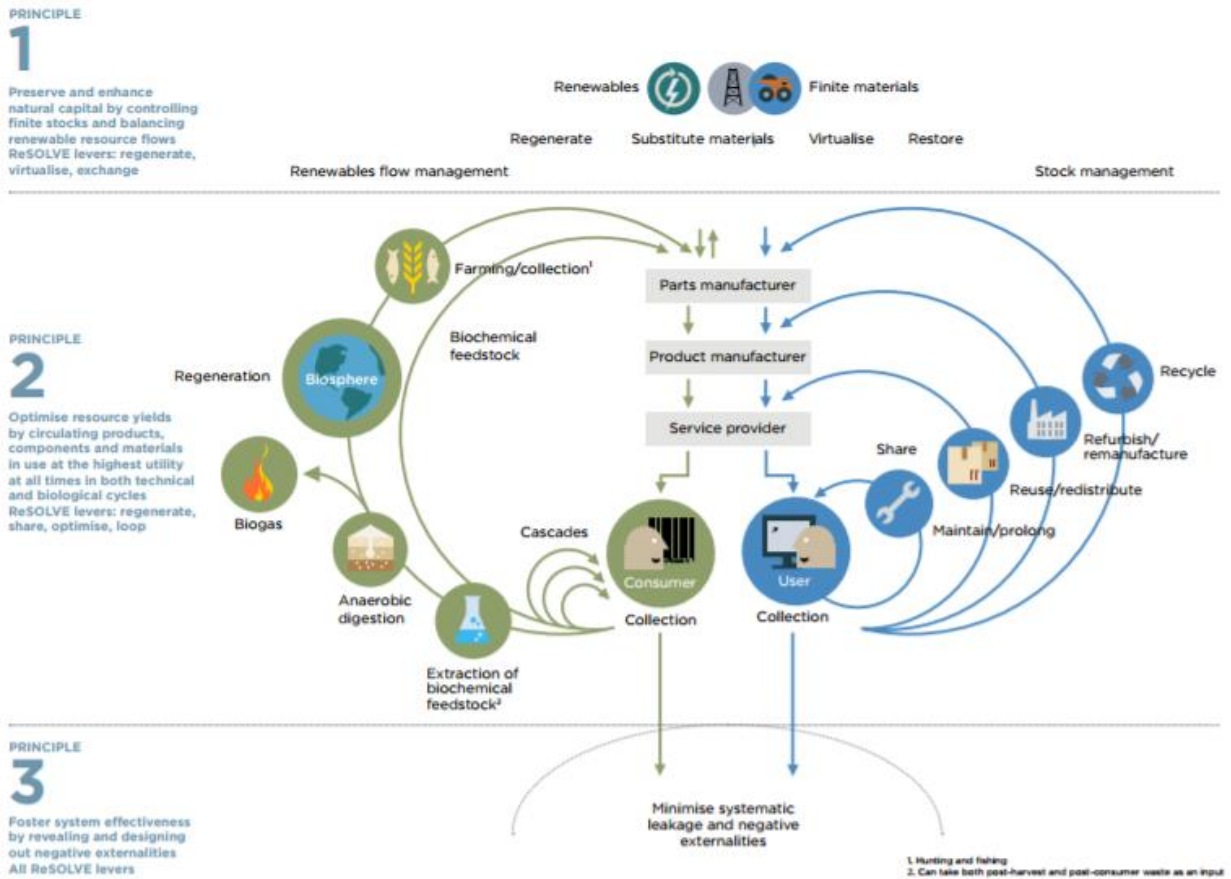 PRINCIPLE
1
Preserve and enhance
natural capital by controlling
finite stocks and balancing
renewable resource flows
ReSOLVE levers: regenerate,
virtualise, exchange
Renewables
Finite materials
Regenerate
Substitute materials
Virtualise
Restore
Renewables flow management
Stock management
PRINCIPLE
2
Optimise resource yields
by circulating products,
components and materials
in use at the highest utility
at all times in both technical
and biological cycles
ReSOLVE levers: regenerate,
share, optimise, loop
Farming/collection¹
Biochemical
feedstock
Regeneration
Biosphere
Biogas
Anaerobic
digestion
Extraction of
biochemical
feedstock²
Cascades
Parts manufacturer
Product manufacturer
Service provider
Consumer
Collection
User
Collection
Share
Maintain/prolong
Reuse/redistribute
Refurbish/
remanufacture
Recycle
PRINCIPLE
3
Foster system effectiveness
by revealing and designing
out negative externalities
All ReSOLVE levers
Minimise systematic
leakage and negative
externalities
1. Hunting and fishing
2. Can take both post-harvest and post-consumer waste as an input